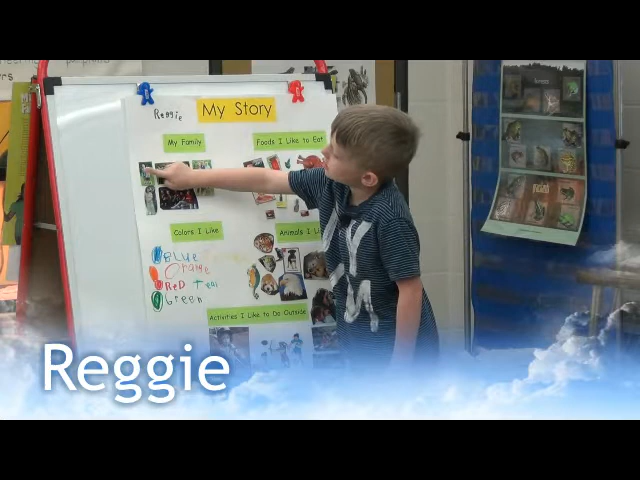 Reggie
My Story
My Family
Foods I Like to Eat
Colors I Like
Animals I Li
Blue
Orange
Red Teal
Green
Activities I Like to Do Outside
Reggie